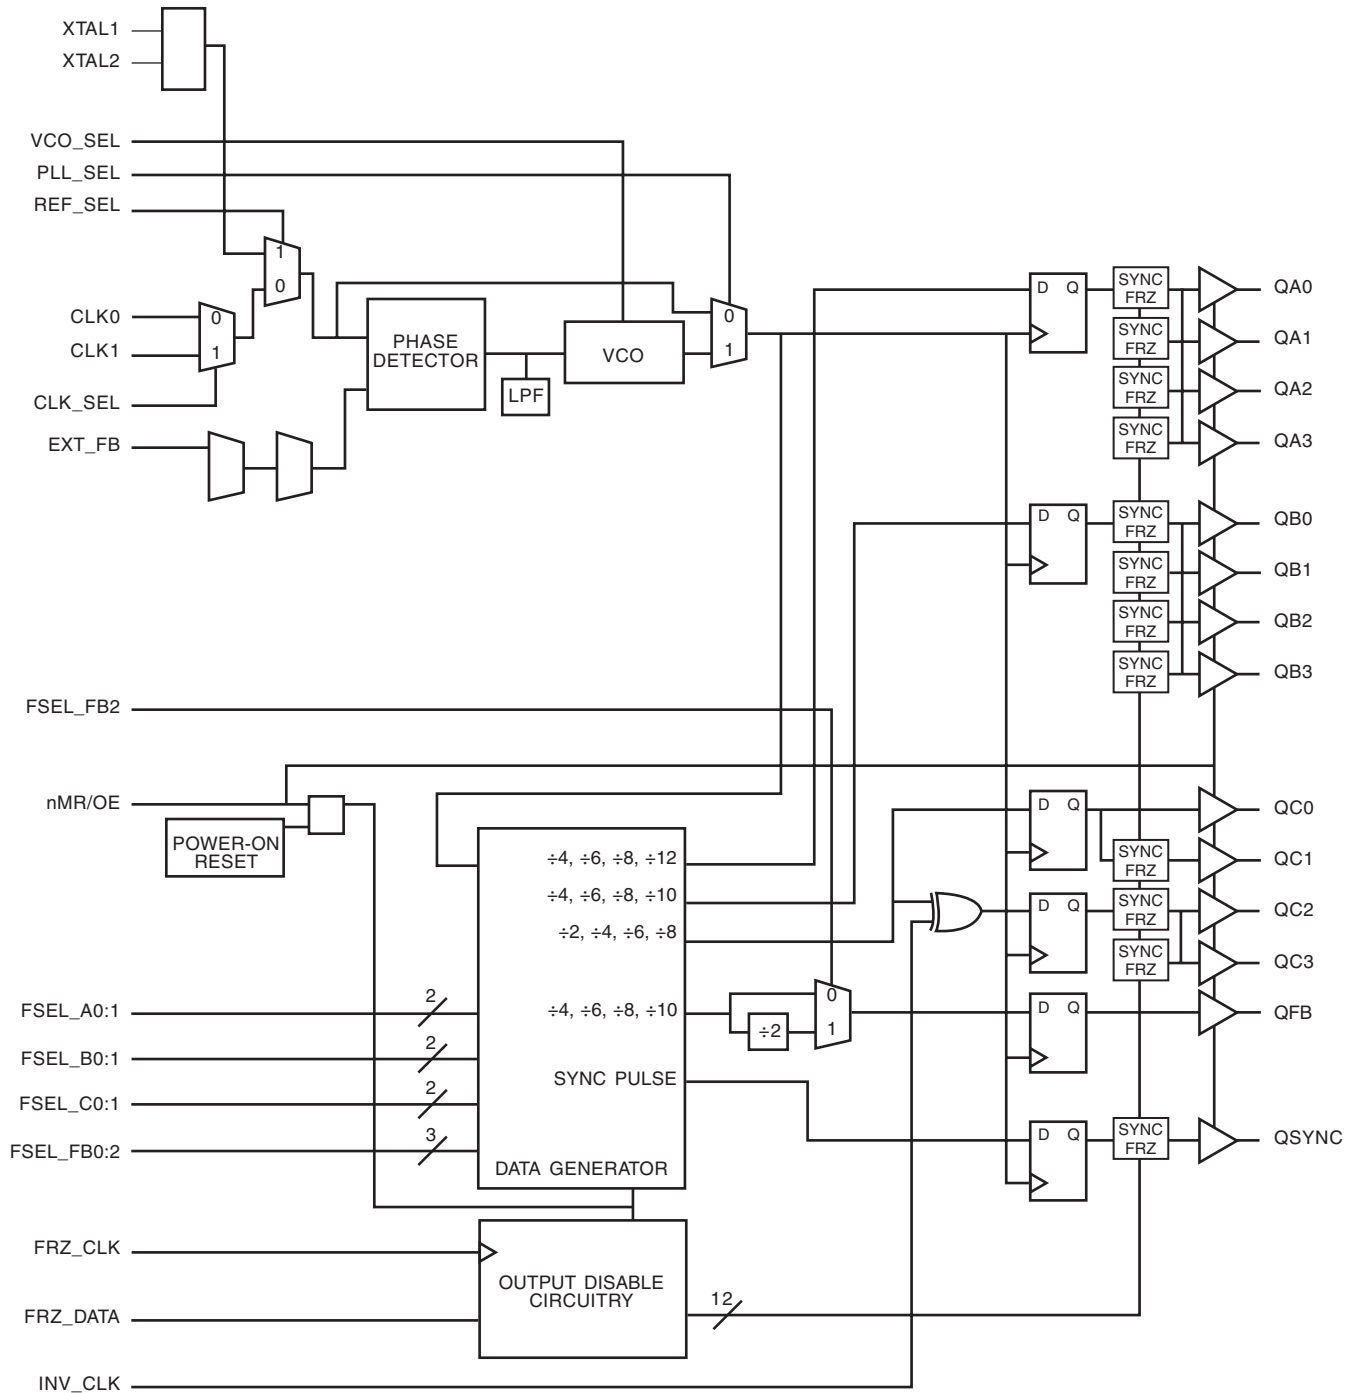 XTAL1
XTAL2
VCO_SEL
PLL_SEL
REF_SEL
1
0
CLK0
CLK1
0
1
CLK_SEL
EXT_FB
PHASE
DETECTOR
LPF
VCO
0
1
D Q
SYNC
FRZ
QA0
SYNC
FRZ
QA1
SYNC
FRZ
QA2
SYNC
FRZ
QA3
D Q
SYNC
FRZ
QB0
SYNC
FRZ
QB1
SYNC
FRZ
QB2
SYNC
FRZ
QB3
FSEL_FB2
nMR/OE
POWER-ON
RESET
÷4, ÷6, ÷8, ÷12
÷4, ÷6, ÷8, ÷10
÷2, ÷4, ÷6, ÷8
÷4, ÷6, ÷8, ÷10
SYNC PULSE
DATA GENERATOR
÷2
0
1
D Q
QC0
SYNC
FRZ
QC1
D Q
SYNC
FRZ
QC2
SYNC
FRZ
QC3
D Q
QFB
D Q
SYNC
FRZ
QSYNC
FSEL_A0:1
2
FSEL_B0:1
2
FSEL_C0:1
2
FSEL_FB0:2
3
FRZ_CLK
FRZ_DATA
OUTPUT DISABLE
CIRCUITRY
12
INV_CLK